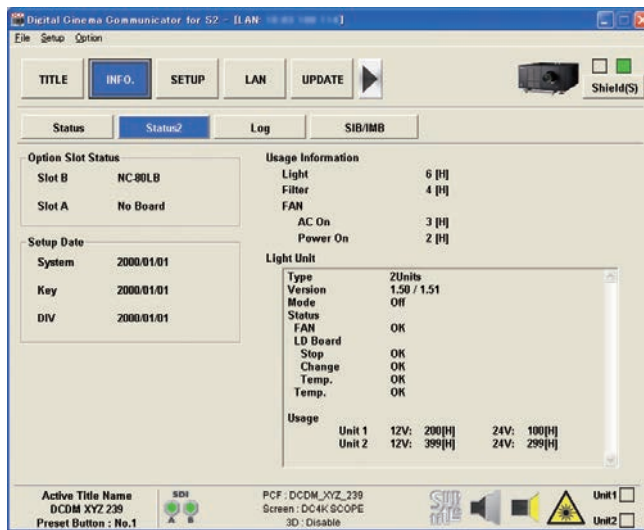 Digital Cinema Communicator for S2 - [LAN:
File Setup Option
TITLE INFO. SETUP LAN UPDATE Shield(S)
Status Status2 Log SIB/IMB
Option Slot Status
Slot B NC-80LB
Slot A No Board
Setup Date
System 2000/01/01
Key 2000/01/01
DIV 2000/01/01
Usage Information
Light 6 [H]
Filter 4 [H]
FAN
AC On 3 [H]
Power On 2 [H]
Light Unit
Type 2Units
Version 1.50 / 1.51
Mode Off
Status
FAN OK
LD Board
Stop OK
Change OK
Temp. OK
Temp. OK
Usage
Unit 1 12V: 200[H] 24V: 100[H]
Unit 2 12V: 399[H] 24V: 299[H]
Active Title Name
DCDM XYZ 239
Preset Button : No.1
SDI
A B
PCF : DCDM_XYZ_239
Screen : DC4K SCOPE
3D : Disable
SUB
Unit1
Unit2